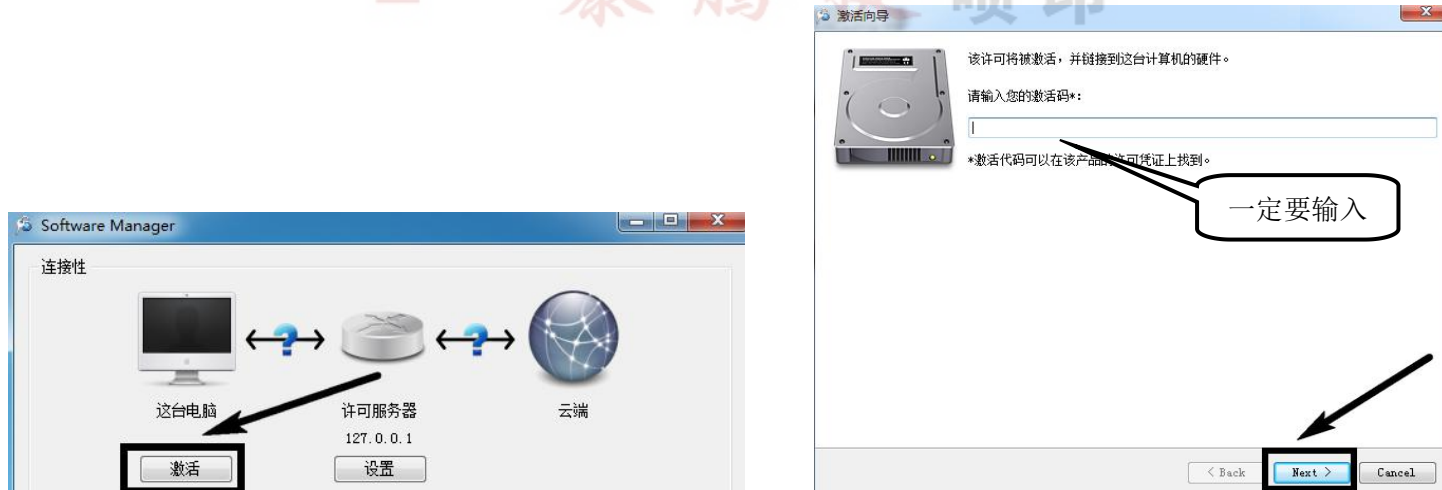 Software Manager
连接性
这台电脑
许可服务器
云端
127.0.0.1
激活
设置
激活向导
该许可将被激活，并链接到这台计算机的硬件。
请输入您的激活码*：
*激活代码可以在该产品的许可凭证上找到。
一定要输入
< Back
Next >
Cancel